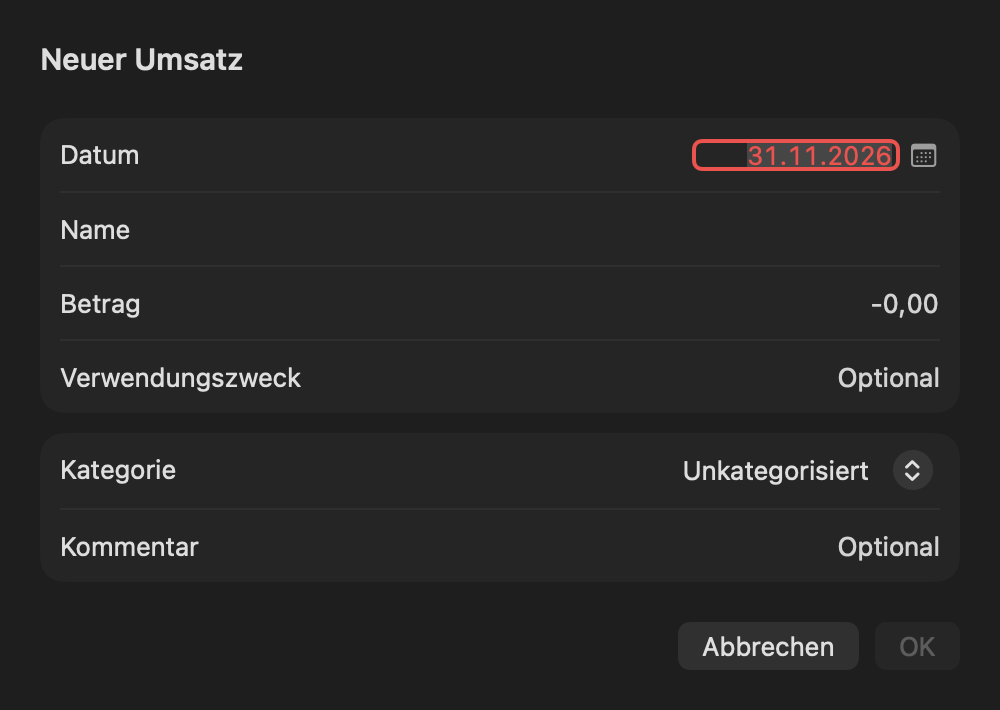 Neuer Umsatz
Datum 31.11.2026
Name
Betrag -0,00
Verwendungszweck Optional
Kategorie Unkategorisiert
Kommentar Optional
Abbrechen OK